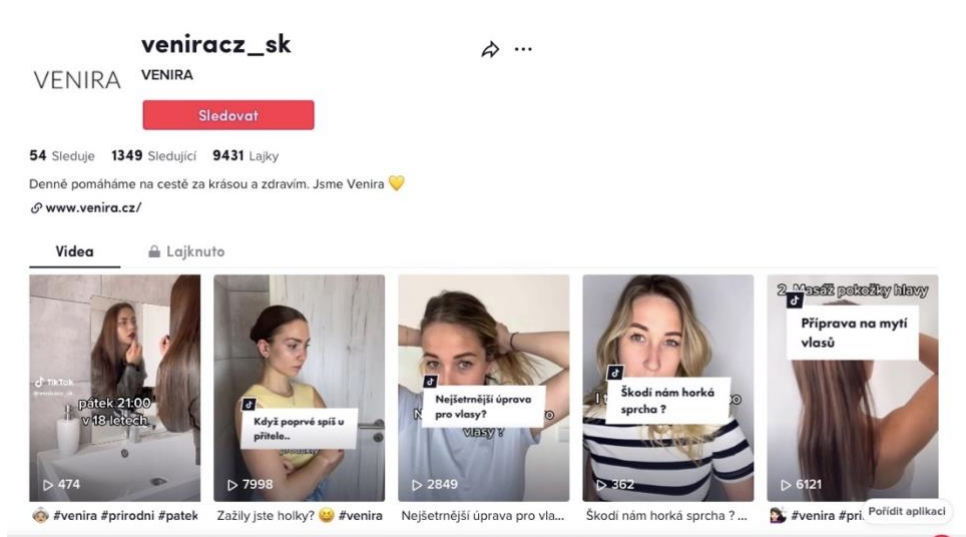 veniracz_sk
VENIRA
VENIRA
Sledovat
54 Sleduje 1349 Sledující 9431 Lajky
Denně pomáháme na cestě za krásou a zdravím. Jsme Venira 💛
www.venira.cz/
Videa Lajknuto
TikTok
pátek 21:00
v 18 letech
474
Když poprvé spíš u
přítele..
7998
Nejšetrnější úprava
pro vlasy?
vlasy ?
2849
Škodí nám horká
sprcha ?
362
2. Masáž pokožky hlavy
Příprava na mytí
vlasů
6121
#venira #prirodni #patek
Zažily jste holky? 😆 #venira
Nejšetrnější úprava pro vla...
Škodí nám horká sprcha ? ...
#venira #pri
Pořídit aplikaci